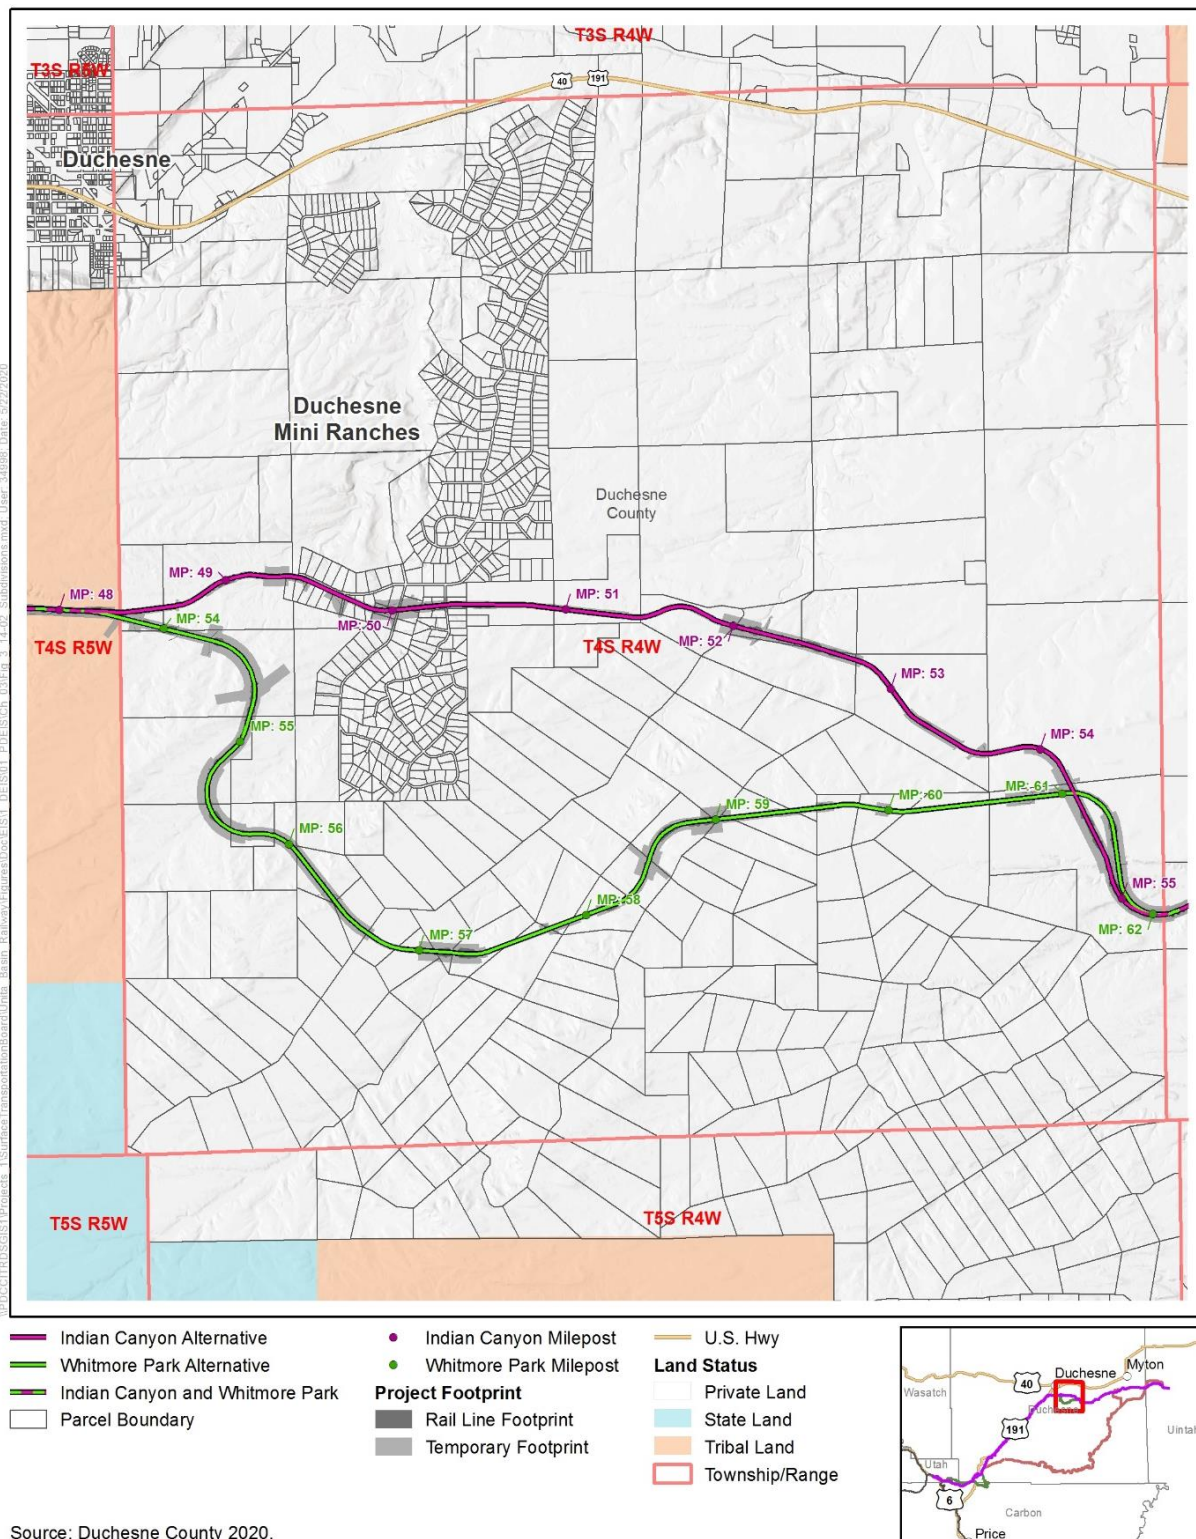 T3S R4W
T3S R5W
40
191
Duchesne
Duchesne
Mini Ranches
Duchesne
County
MP: 49
MP: 48
MP: 54
MP: 50
MP: 51
MP: 52
T4S R5W
T4S R4W
MP: 53
MP: 55
MP: 54
MP: 61
MP: 60
MP: 59
MP: 56
MP: 58
MP: 55
MP: 57
MP: 62
T5S R5W
T5S R4W
Indian Canyon Alternative
Whitmore Park Alternative
Indian Canyon and Whitmore Park
Parcel Boundary
Indian Canyon Milepost
Whitmore Park Milepost
Project Footprint
Rail Line Footprint
Temporary Footprint
U.S. Hwy
Land Status
Private Land
State Land
Tribal Land
Township/Range
Duchesne
Myton
40
Wasatch
Duchesne
191
Uintah
Utah
6
Carbon
Price
Source: Duchesne County 2020.